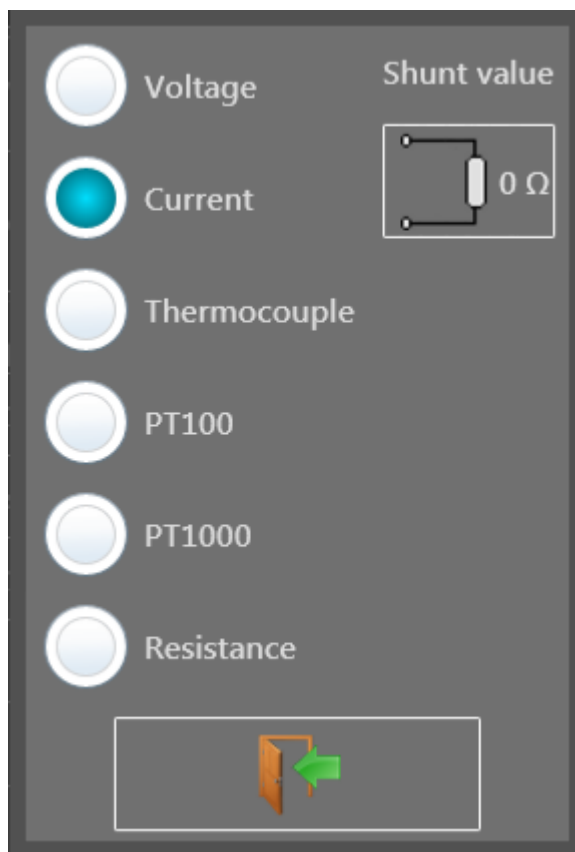 Voltage
Shunt value
Current
0 Ω
Thermocouple
PT100
PT1000
Resistance